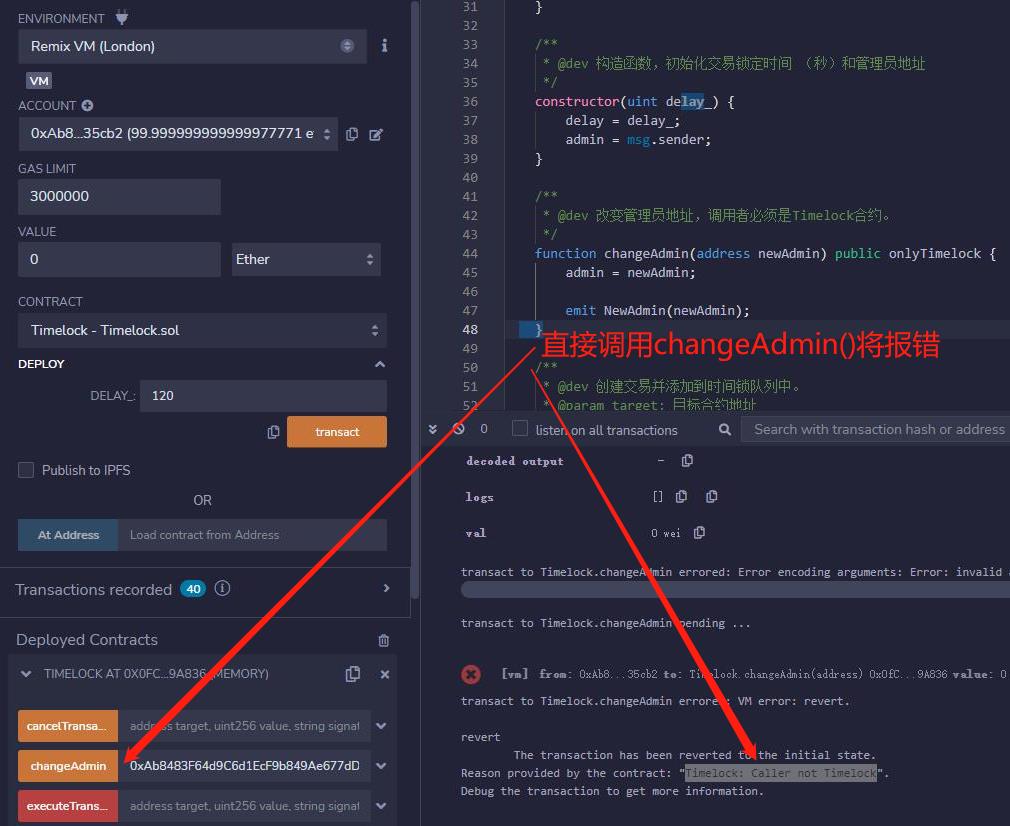 ENVIRONMENT
Remix VM (London)
VM
ACCOUNT
0xAb8...35cb2 (99.999999999999977771 et
GAS LIMIT
3000000
VALUE
0
Ether
CONTRACT
Timelock - Timelock.sol
DEPLOY
DELAY_:
120
transact
Publish to IPFS
OR
At Address
Load contract from Address
Transactions recorded 40
Deployed Contracts
TIMELOCK AT 0X0FC...9A836 (MEMORY)
cancelTransa...
address target, uint256 value, string signat
changeAdmin
0xAb8483F64d9C6d1EcF9b849Ae677dD
executeTrans...
address target, uint256 value, string signat
31 }
32
33 /**
34 * @dev 构造函数，初始化交易锁定时间 （秒）和管理员地址
35 */
36 constructor(uint delay_) {
37 delay = delay_;
38 admin = msg.sender;
39 }
40
41 /**
42 * @dev 改变管理员地址，调用者必须是Timelock合约。
43 */
44 function changeAdmin(address newAdmin) public onlyTimelock {
45 admin = newAdmin;
46
47 emit NewAdmin(newAdmin);
48 }
直接调用changeAdmin()将报错
49
50 /**
51 * @dev 创建交易并添加到时间锁队列中。
52 * @param target: 目标合约地址
0
listen on all transactions
Search with transaction hash or address
decoded output -
logs []
val 0 wei
transact to Timelock.changeAdmin errored: Error encoding arguments: Error: invalid
transact to Timelock.changeAdmin pending ...
[vm] from: 0xAb8...35cb2 to: Timelock.changeAdmin(address) 0x0fC...9A836 value: 0
transact to Timelock.changeAdmin errored: VM error: revert.
revert
The transaction has been reverted to the initial state.
Reason provided by the contract: "Timelock: Caller not Timelock".
Debug the transaction to get more information.